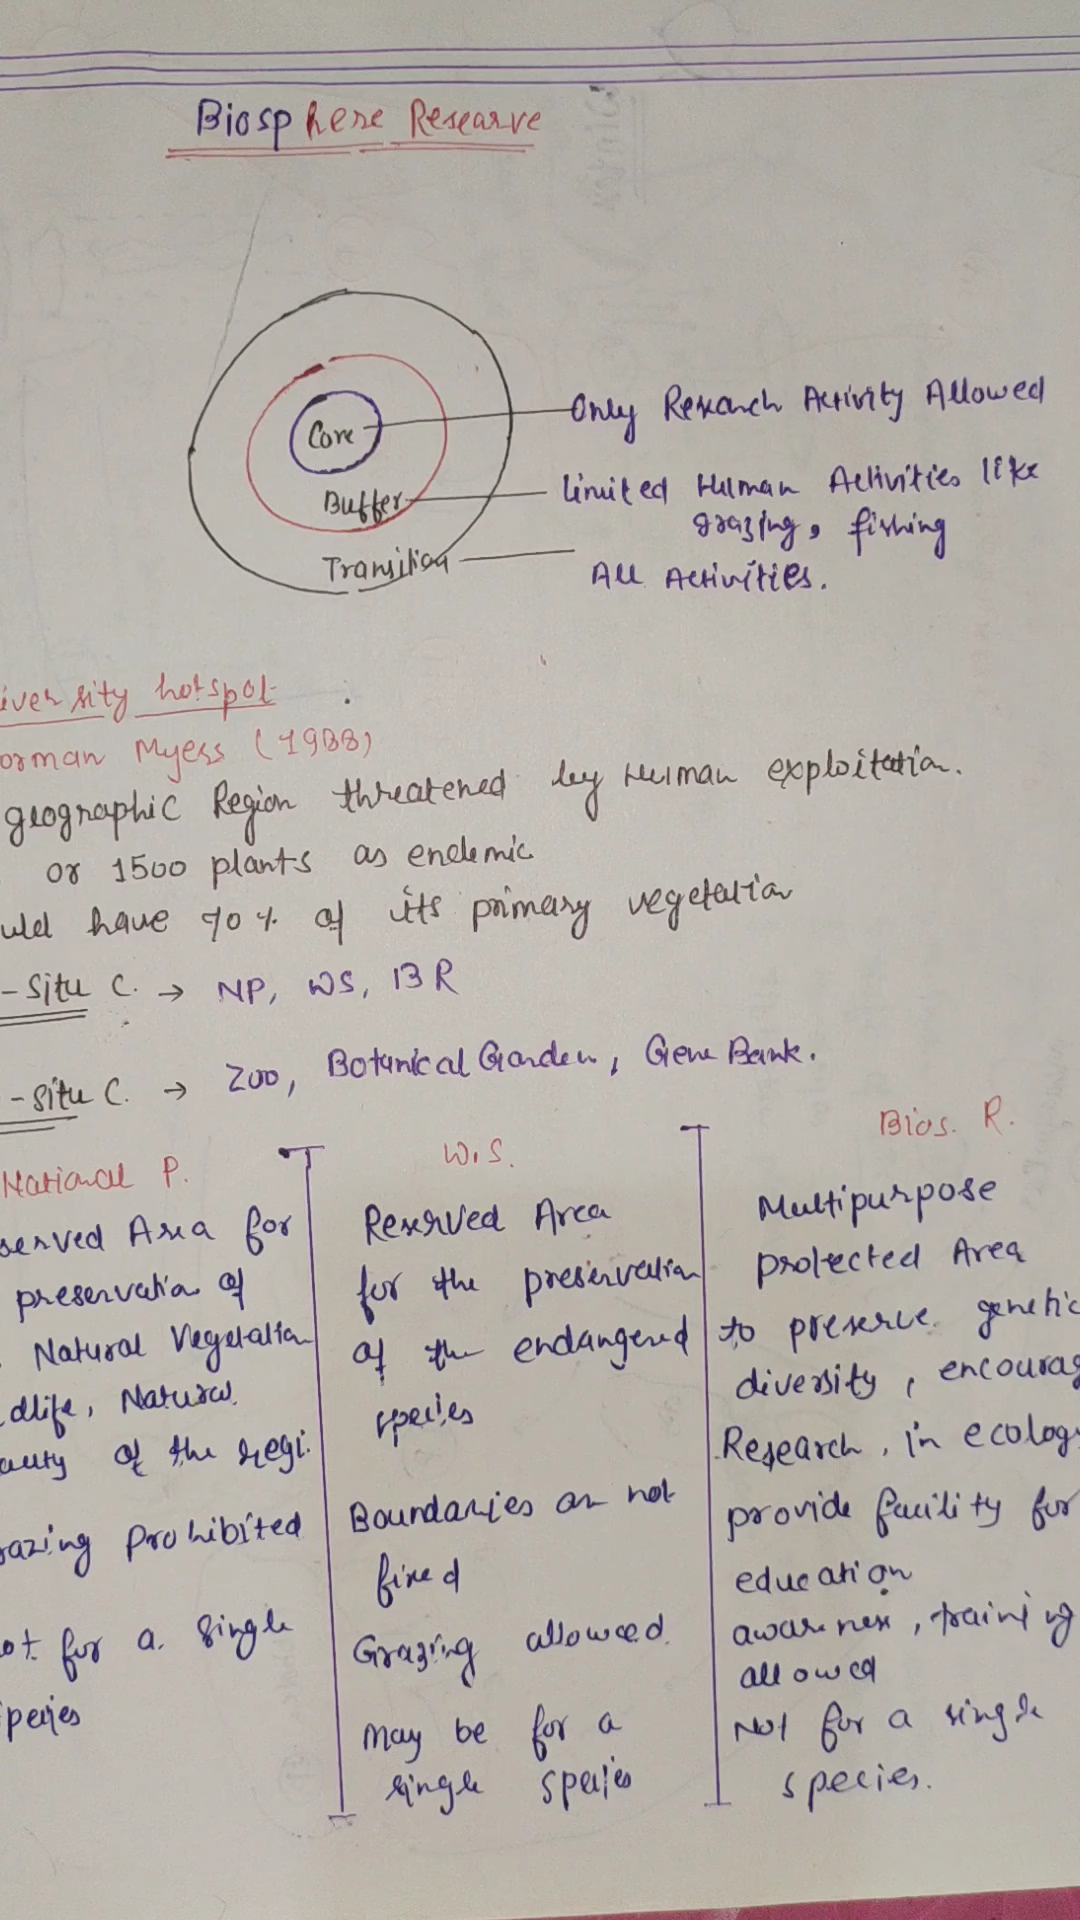 Biosphere Researve
Core
Only Research Activity Allowed
Buffer
Limited Human Activities like
grazing, fishing
Transition
All Activities.
iversity hotspot
orman Myess (1988)
geographic Region threatened by Human exploitation.
or 1500 plants as endemic
uld have 70% of its primary vegetation
-Situ C. → NP, WS, BR
-Situ C. → Zoo, Botanical Garden, Gene Bank.
National P.
served Area for
preservation of
Natural Vegetation
dlife, Natural
auty of the regi.
razing Prohibited
ot for a single
pecies
W.S.
Reserved Area
for the preservation
of the endangered
species
Boundaries are not
fixed
Grazing allowed.
May be for a
single species
Bios. R.
Multipurpose
protected Area
to preserve genetic
diversity, encourag
Research, in ecolog
provide facility for
education
awareness, training
allowed
Not for a single
species.